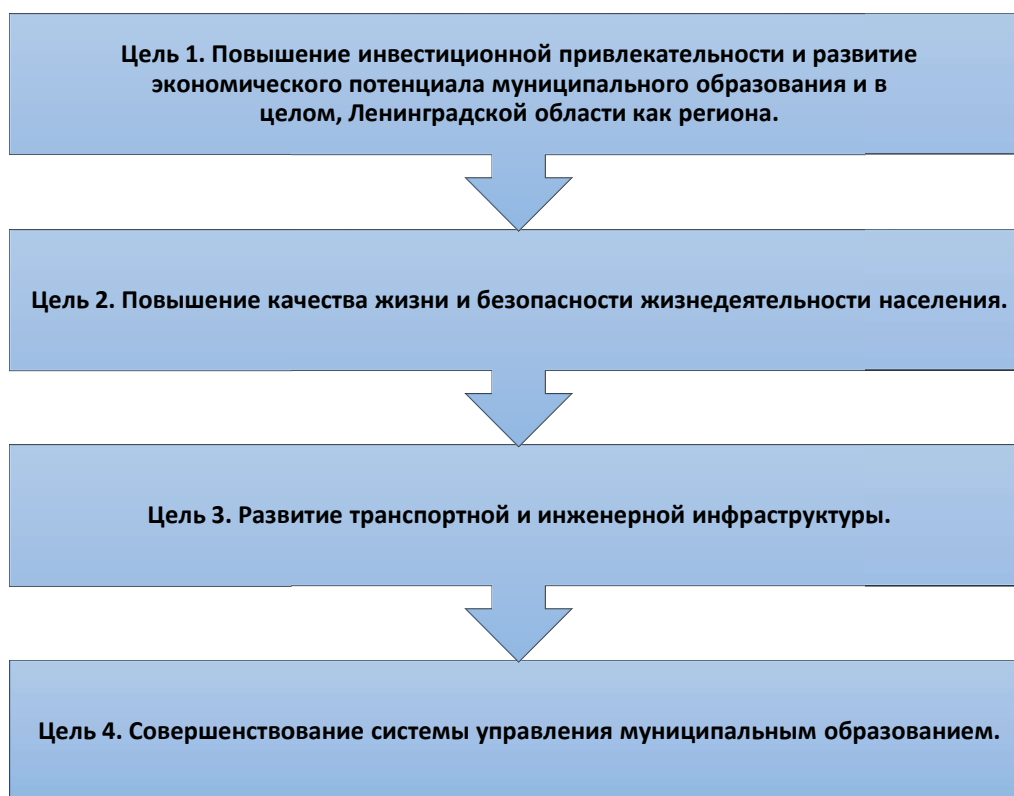 Цель 1. Повышение инвестиционной привлекательности и развитие
экономического потенциала муниципального образования и в
целом, Ленинградской области как региона.
Цель 2. Повышение качества жизни и безопасности жизнедеятельности населения.
Цель 3. Развитие транспортной и инженерной инфраструктуры.
Цель 4. Совершенствование системы управления муниципальным образованием.